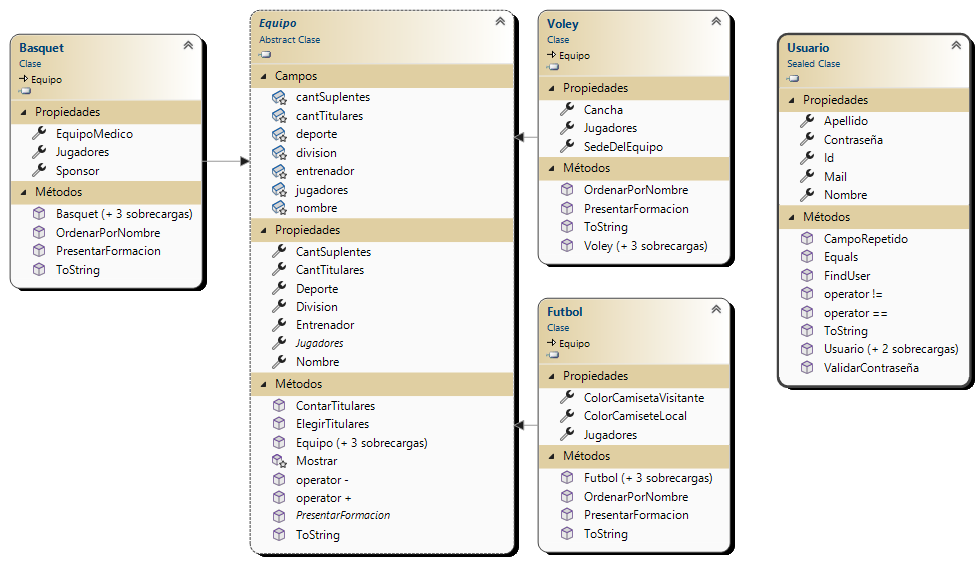 Basquet
Clase
Equipo
Propiedades
EquipoMedico
Jugadores
Sponsor
Métodos
Basquet (+ 3 sobrecargas)
OrdenarPorNombre
PresentarFormacion
ToString
Equipo
Abstract Clase
Campos
cantSuplentes
cantTitulares
deporte
division
entrenador
jugadores
nombre
Propiedades
CantSuplentes
CantTitulares
Deporte
Division
Entrenador
Jugadores
Nombre
Métodos
ContarTitulares
ElegirTitulares
Equipo (+ 3 sobrecargas)
Mostrar
operator -
operator +
PresentarFormacion
ToString
Voley
Clase
Equipo
Propiedades
Cancha
Jugadores
SedeDelEquipo
Métodos
OrdenarPorNombre
PresentarFormacion
ToString
Voley (+ 3 sobrecargas)
Futbol
Clase
Equipo
Propiedades
ColorCamisetaVisitante
ColorCamiseteLocal
Jugadores
Métodos
Futbol (+ 3 sobrecargas)
OrdenarPorNombre
PresentarFormacion
ToString
Usuario
Sealed Clase
Propiedades
Apellido
Contraseña
Id
Mail
Nombre
Métodos
CampoRepetido
Equals
FindUser
operator !=
operator ==
ToString
Usuario (+ 2 sobrecargas)
ValidarContraseña